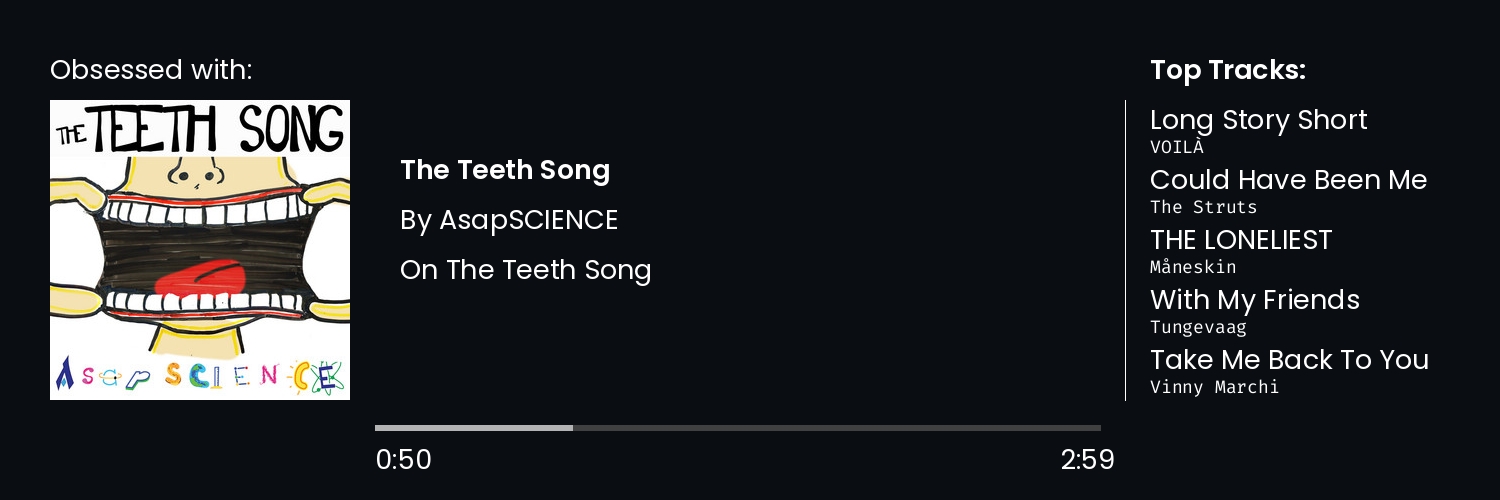 Obsessed with:
THE TEETH SONG
Asap SCIENCE
The Teeth Song
By AsapSCIENCE
On The Teeth Song
0:50
2:59
Top Tracks:
Long Story Short
VOILÀ
Could Have Been Me
The Struts
THE LONELIEST
Måneskin
With My Friends
Tungevaag
Take Me Back To You
Vinny Marchi